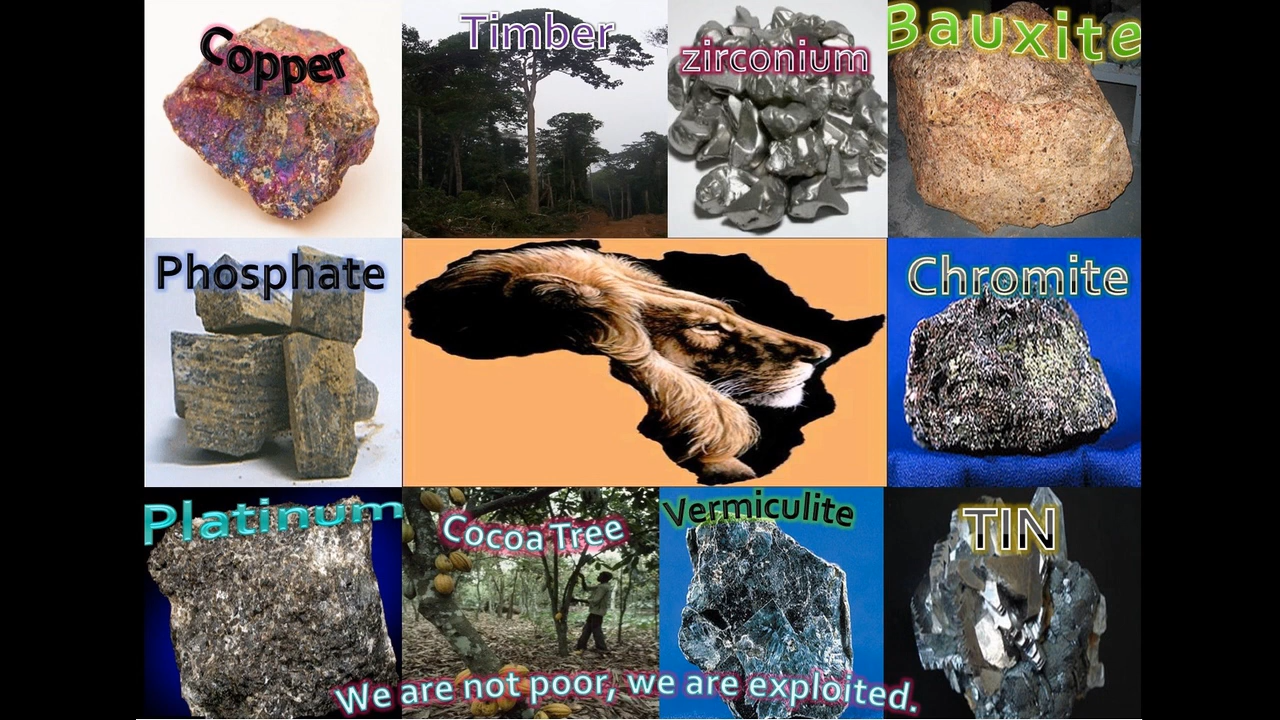 Copper
Timber
zirconium
Bauxite
Phosphate
Chromite
Platinum
Cocoa Tree
Vermiculite
TIN
We are not poor, we are exploited.